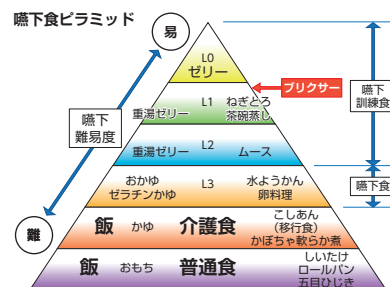 嚥下食ピラミッド
易
L0
ゼリー
ブリクサー
嚥下
訓練食
L1
重湯ゼリー
ねぎとろ
茶碗蒸し
嚥下
難易度
L2
重湯ゼリー
ムース
おかゆ
ゼラチンかゆ
L3
水ようかん
卵料理
嚥下食
難
飯 かゆ 介護食
こしあん
(移行食)
かぼちゃ軟らか煮
飯 おもち 普通食
しいたけ
ロールパン
五目ひじき